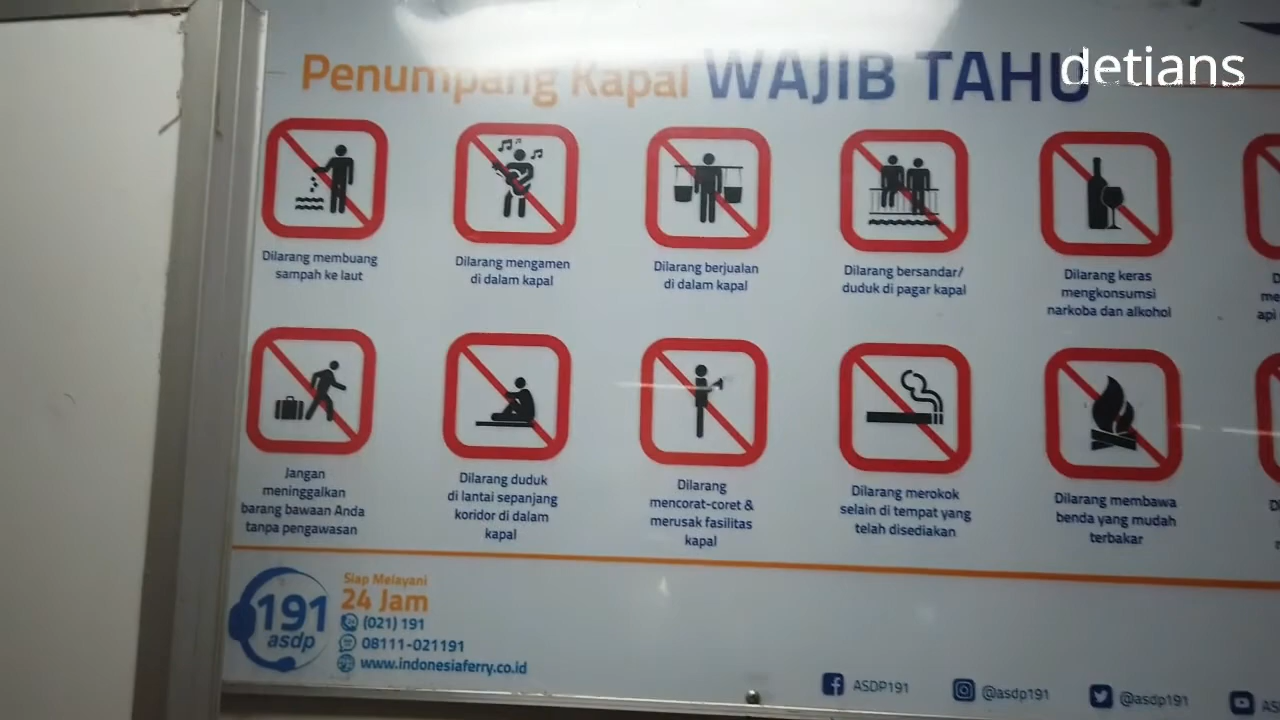 Penumpang Kapal WAJIB TAHU
detians
Dilarang membuang
sampah ke laut
Dilarang mengamen
di dalam kapal
Dilarang berjualan
di dalam kapal
Dilarang bersandar/
duduk di pagar kapal
Dilarang keras
mengkonsumsi
narkoba dan alkohol
Jangan
meninggalkan
barang bawaan Anda
tanpa pengawasan
Dilarang duduk
di lantai sepanjang
koridor di dalam
kapal
Dilarang
mencorat-coret &
merusak fasilitas
kapal
Dilarang merokok
selain di tempat yang
telah disediakan
Dilarang membawa
benda yang mudah
terbakar
191
asdp
Siap Melayani
24 Jam
(021) 191
08111-021191
www.indonesiaferry.co.id
ASDP191
@asdp191
@asdp191